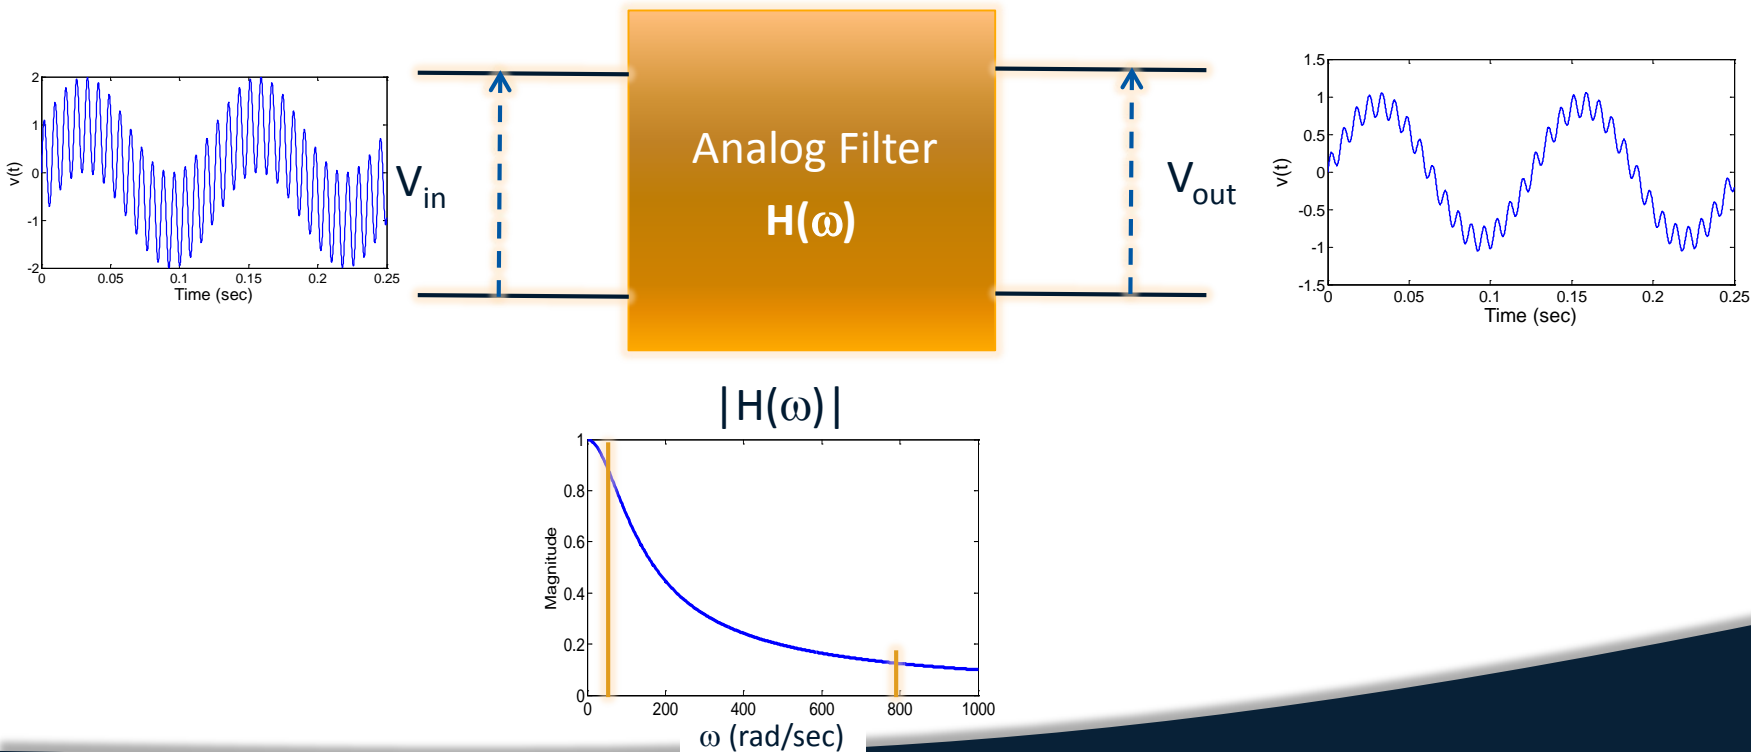 2
1
0
-1
-2
v(t)
0 0.05 0.1 0.15 0.2 0.25
Time (sec)
Vin
Analog Filter
H(ω)
Vout
1.5
1
0.5
0
-0.5
-1
-1.5
v(t)
0 0.05 0.1 0.15 0.2 0.25
Time (sec)
|H(ω)|
1
0.8
0.6
0.4
0.2
0
Magnitude
0 200 400 600 800 1000
ω (rad/sec)